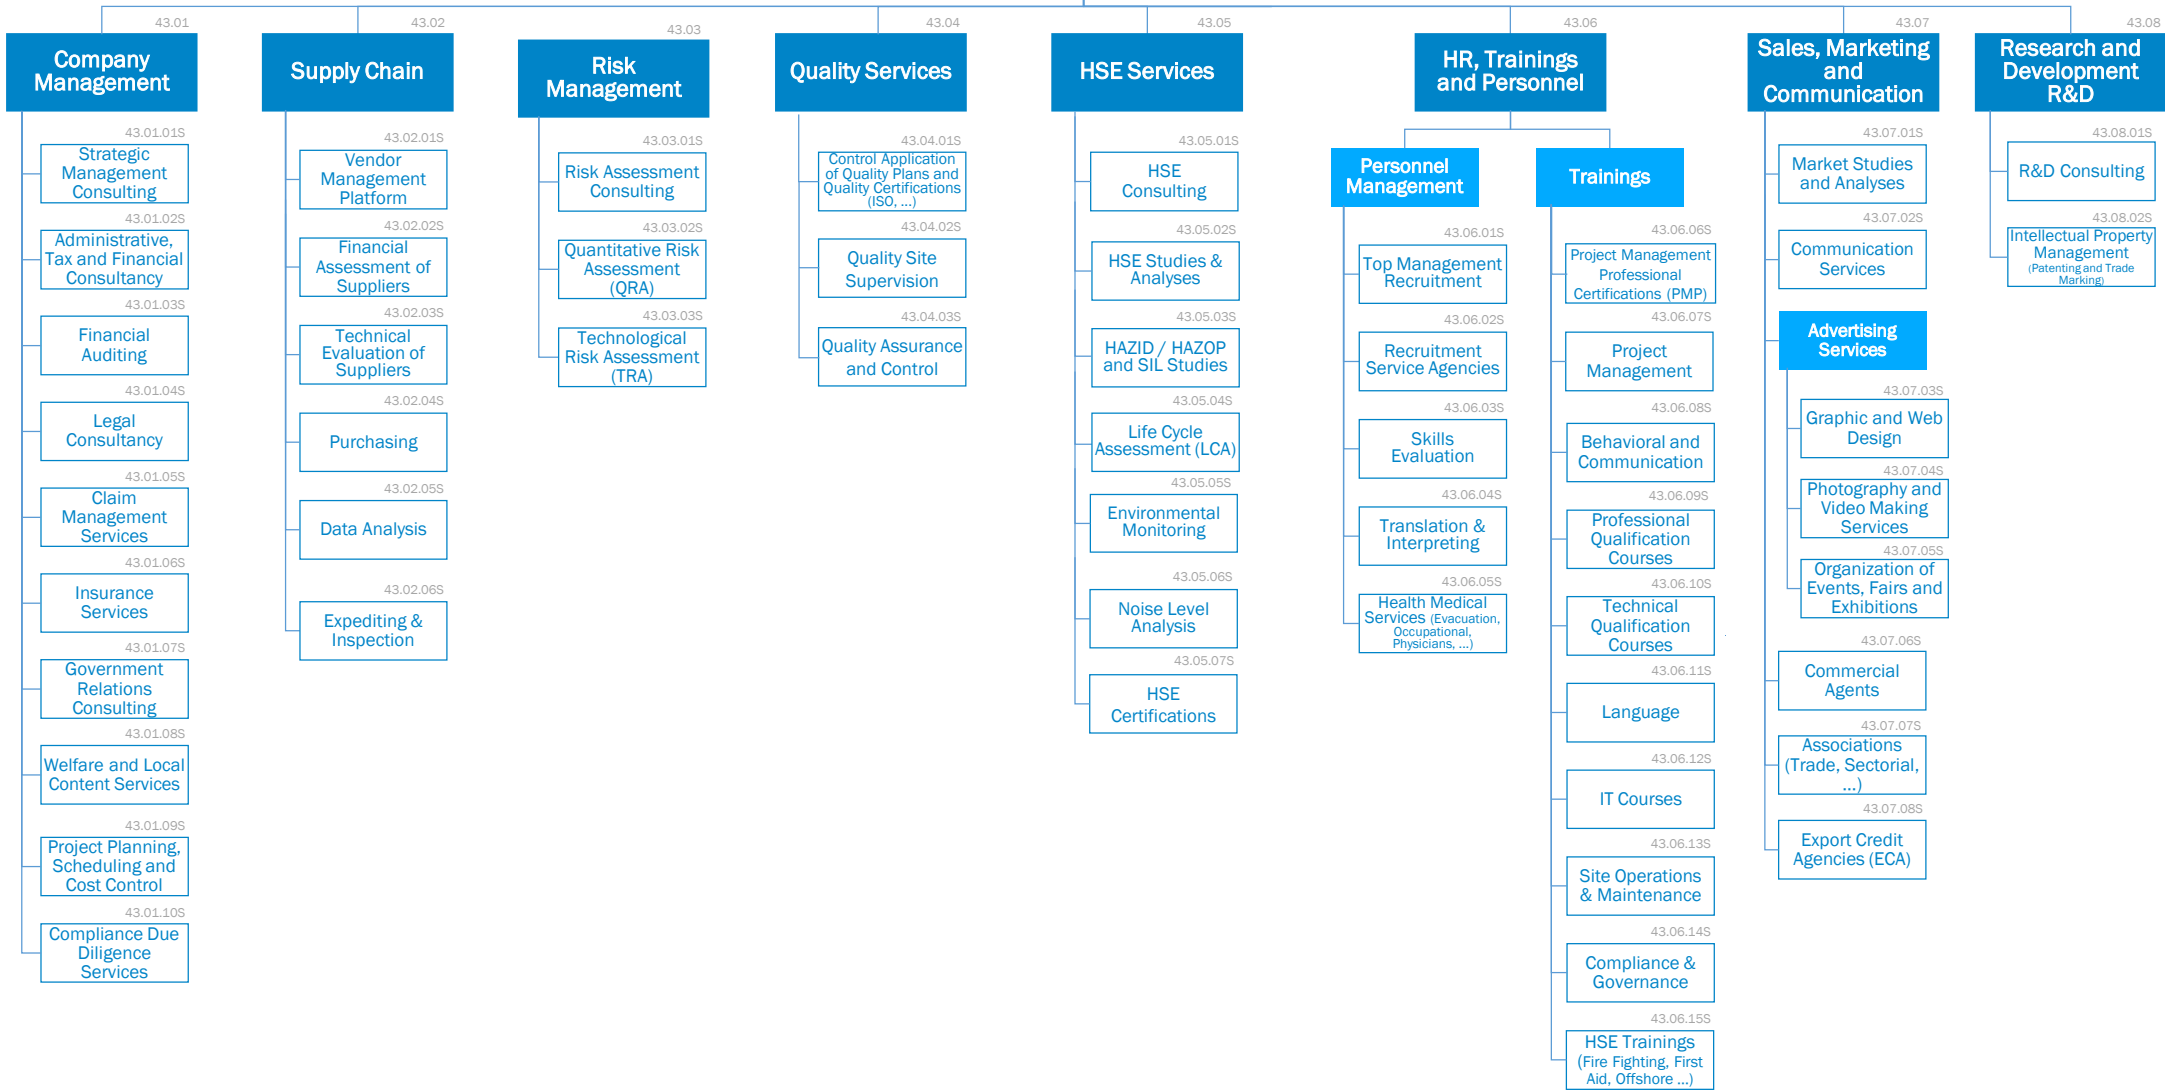 43.01
Company
Management
43.01.01S
Strategic
Management
Consulting
43.01.02S
Administrative,
Tax and Financial
Consultancy
43.01.03S
Financial
Auditing
43.01.04S
Legal
Consultancy
43.01.05S
Claim
Management
Services
43.01.06S
Insurance
Services
43.01.07S
Government
Relations
Consulting
43.01.08S
Welfare and Local
Content Services
43.01.09S
Project Planning,
Scheduling and
Cost Control
43.01.10S
Compliance Due
Diligence
Services
43.02
Supply Chain
43.02.01S
Vendor
Management
Platform
43.02.02S
Financial
Assessment of
Suppliers
43.02.03S
Technical
Evaluation of
Suppliers
43.02.04S
Purchasing
43.02.05S
Data Analysis
43.02.06S
Expediting &
Inspection
43.03
Risk
Management
43.03.01S
Risk Assessment
Consulting
43.03.02S
Quantitative Risk
Assessment
(QRA)
43.03.03S
Technological
Risk Assessment
(TRA)
43.04
Quality Services
43.04.01S
Control Application
of Quality Plans and
Quality Certifications
(ISO, ...)
43.04.02S
Quality Site
Supervision
43.04.03S
Quality Assurance
and Control
43.05
HSE Services
43.05.01S
HSE
Consulting
43.05.02S
HSE Studies &
Analyses
43.05.03S
HAZID / HAZOP
and SIL Studies
43.05.04S
Life Cycle
Assessment (LCA)
43.05.05S
Environmental
Monitoring
43.05.06S
Noise Level
Analysis
43.05.07S
HSE
Certifications
43.06
HR, Trainings
and Personnel
Personnel
Management
43.06.01S
Top Management
Recruitment
43.06.02S
Recruitment
Service Agencies
43.06.03S
Skills
Evaluation
43.06.04S
Translation &
Interpreting
43.06.05S
Health Medical
Services (Evacuation,
Occupational,
Physicians, ...)
Trainings
43.06.06S
Project Management
Professional
Certifications (PMP)
43.06.07S
Project
Management
43.06.08S
Behavioral and
Communication
43.06.09S
Professional
Qualification
Courses
43.06.10S
Technical
Qualification
Courses
43.06.11S
Language
43.06.12S
IT Courses
43.06.13S
Site Operations
& Maintenance
43.06.14S
Compliance &
Governance
43.06.15S
HSE Trainings
(Fire Fighting, First
Aid, Offshore ...)
43.07
Sales, Marketing
and
Communication
43.07.01S
Market Studies
and Analyses
43.07.02S
Communication
Services
Advertising
Services
43.07.03S
Graphic and Web
Design
43.07.04S
Photography and
Video Making
Services
43.07.05S
Organization of
Events, Fairs and
Exhibitions
43.07.06S
Commercial
Agents
43.07.07S
Associations
(Trade, Sectorial,
...)
43.07.08S
Export Credit
Agencies (ECA)
43.08
Research and
Development
R&D
43.08.01S
R&D Consulting
43.08.02S
Intellectual Property
Management
(Patenting and Trade
Marking)